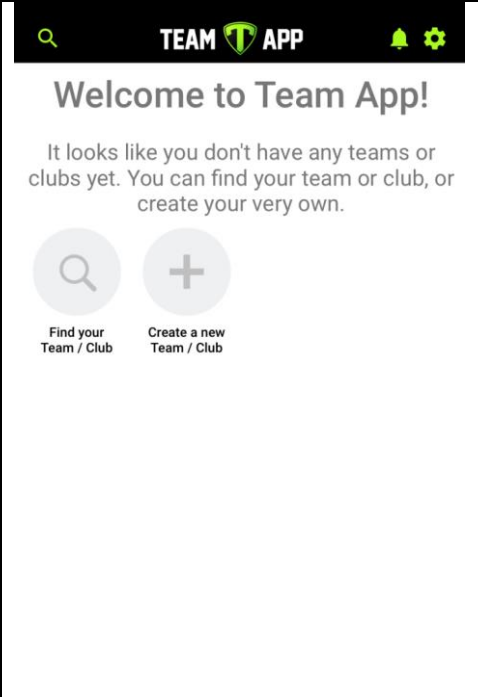 TEAM APP
Welcome to Team App!
It looks like you don't have any teams or
clubs yet. You can find your team or club, or
create your very own.
Find your
Team / Club
Create a new
Team / Club